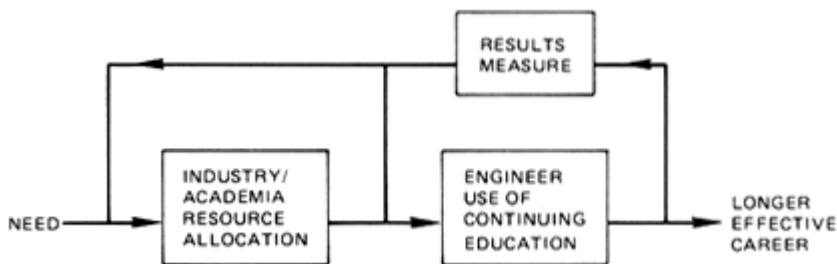 RESULTS
MEASURE
NEED
INDUSTRY/
ACADEMIA
RESOURCE
ALLOCATION
ENGINEER
USE OF
CONTINUING
EDUCATION
LONGER
EFFECTIVE
CAREER